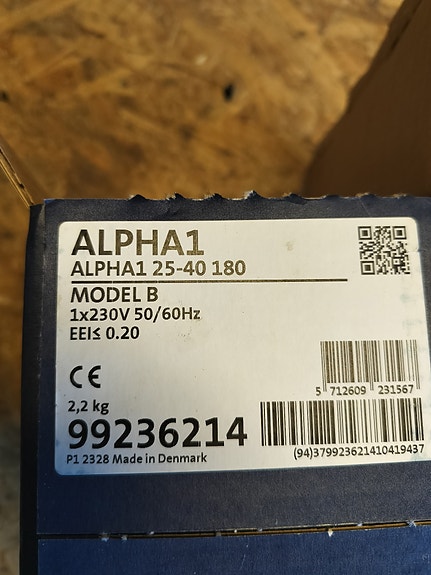 ALPHA1
ALPHA1 25-40 180
MODEL B
1x230V 50/60Hz
EEI≤ 0.20
CE
5 712609 231567
2,2 kg
99236214
P1 2328 Made in Denmark
(94)379923621410419437